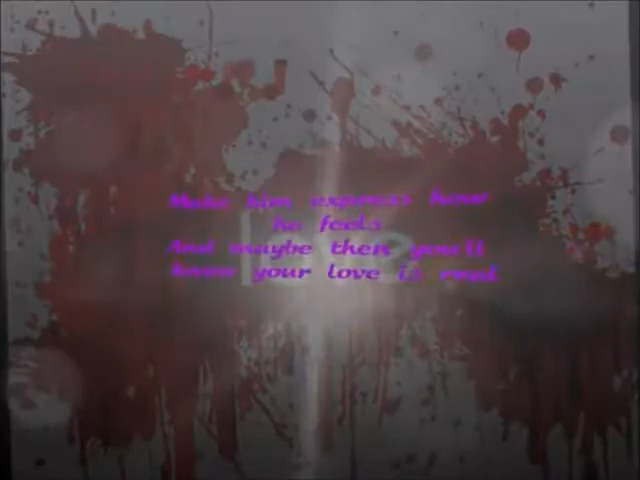 Make him express how
he feels
And maybe then you'll
know your love is real